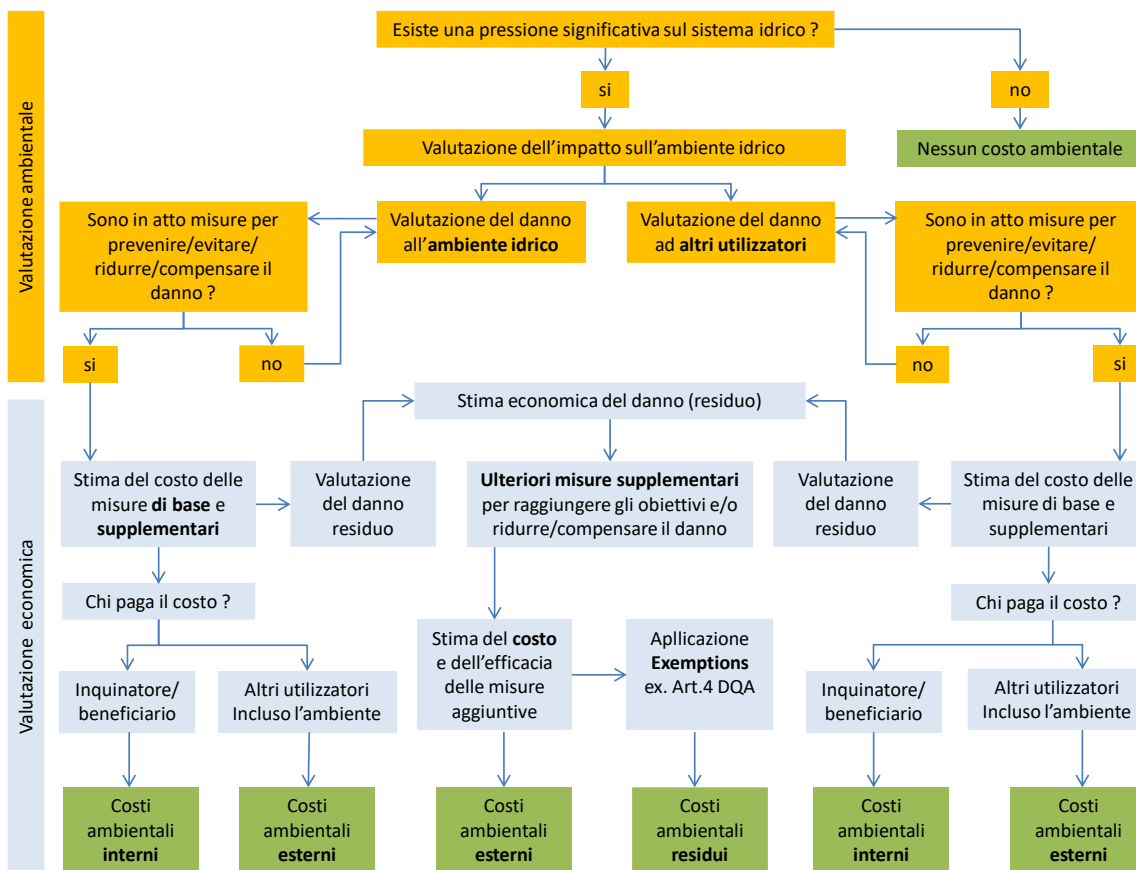 Valutazione ambientale
Esiste una pressione significativa sul sistema idrico ?
si
no
Valutazione dell'impatto sull'ambiente idrico
Nessun costo ambientale
Sono in atto misure per
prevenire/evitare/
ridurre/compensare il
danno ?
Valutazione del danno
all'ambiente idrico
Valutazione del danno
ad altri utilizzatori
Sono in atto misure per
prevenire/evitare/
ridurre/compensare il
danno ?
si
no
no
si
Valutazione economica
Stima economica del danno (residuo)
Stima del costo delle
misure di base e
supplementari
Valutazione
del danno
residuo
Ulteriori misure supplementari
per raggiungere gli obiettivi e/o
ridurre/compensare il danno
Valutazione
del danno
residuo
Stima del costo delle
misure di base e
supplementari
Chi paga il costo ?
Chi paga il costo ?
Stima del costo
e dell'efficacia
delle misure
aggiuntive
Apllicazione
Exemptions
ex. Art.4 DQA
Inquinatore/
beneficiario
Altri utilizzatori
Incluso l'ambiente
Inquinatore/
beneficiario
Altri utilizzatori
Incluso l'ambiente
Costi
ambientali
interni
Costi
ambientali
esterni
Costi
ambientali
esterni
Costi
ambientali
residui
Costi
ambientali
interni
Costi
ambientali
esterni